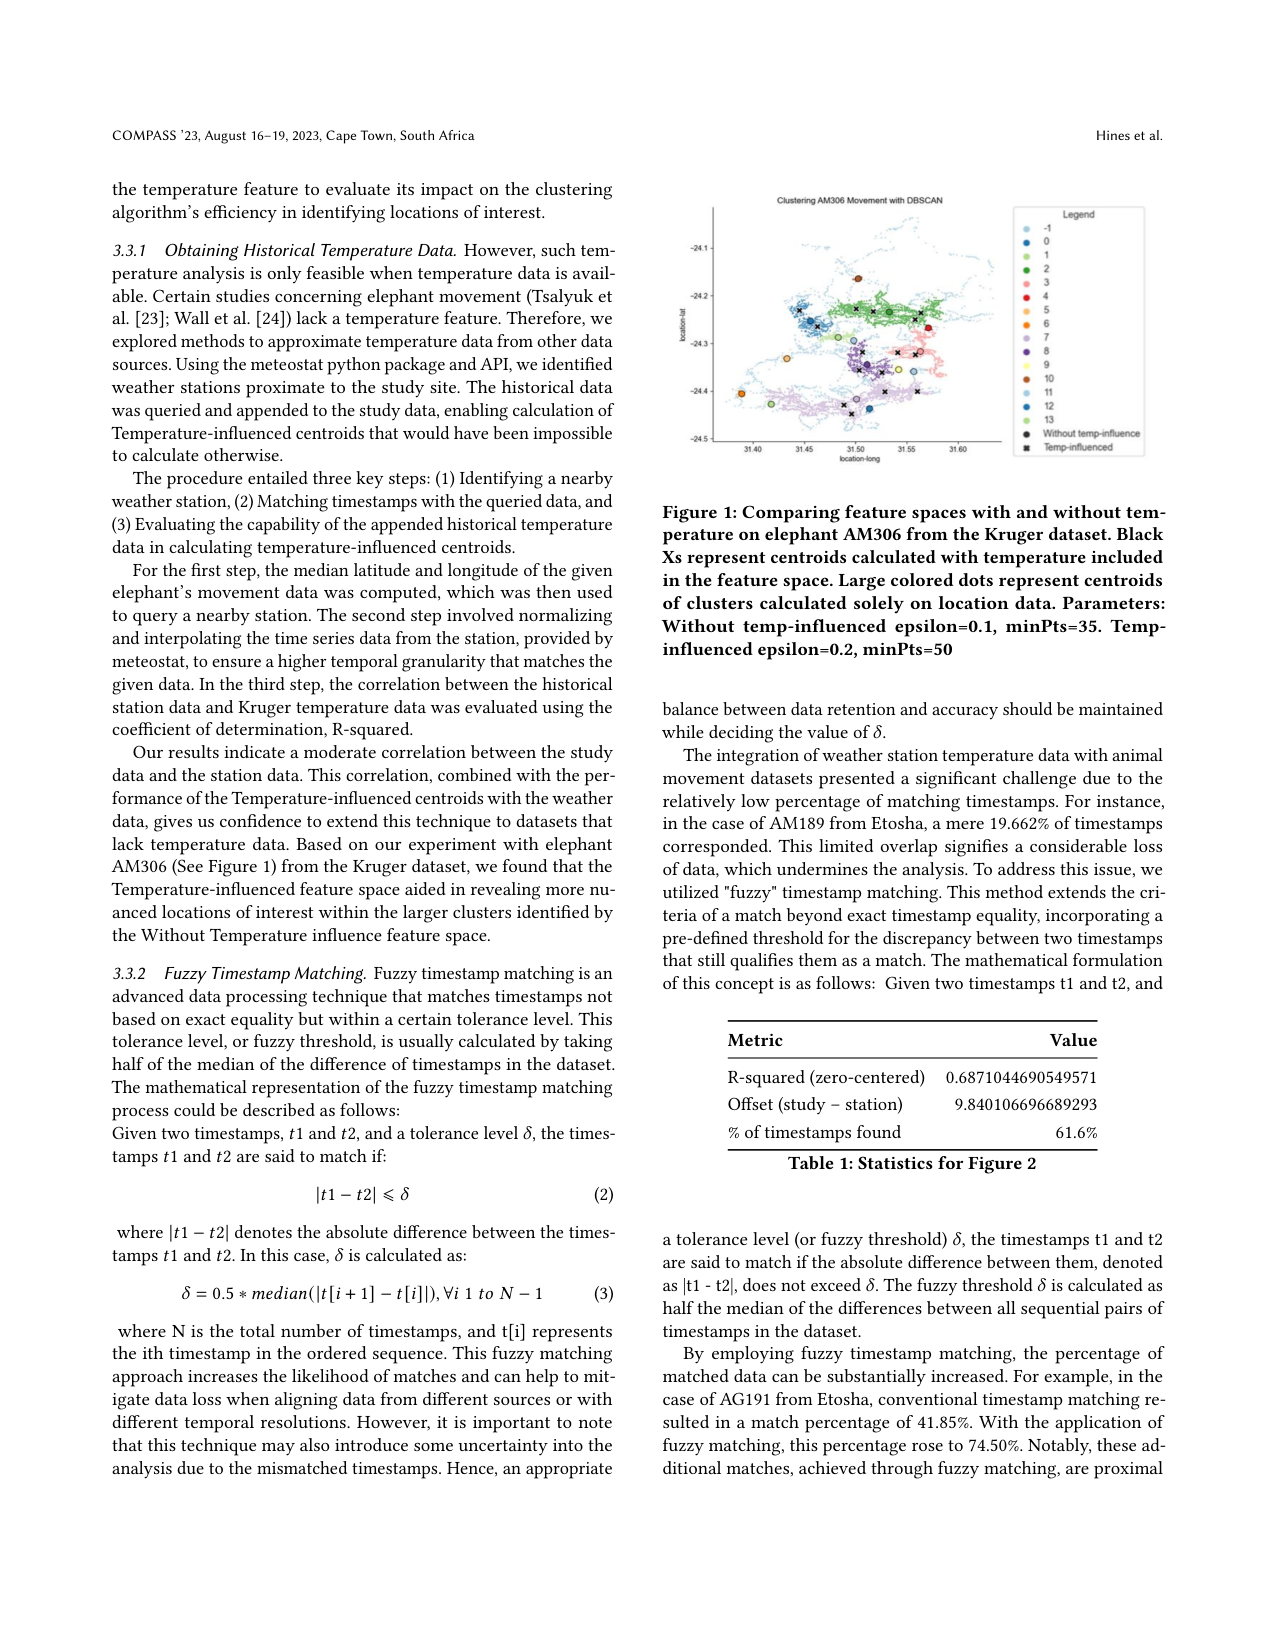 COMPASS ’23, August 16–19, 2023, Cape Town, South Africa
Hines et al.
the temperature feature to evaluate its impact on the clustering
algorithm’s efficiency in identifying locations of interest.
3.3.1 Obtaining Historical Temperature Data. However, such tem-
perature analysis is only feasible when temperature data is avail-
able. Certain studies concerning elephant movement (Tsalyuk et
al. [23]; Wall et al. [24]) lack a temperature feature. Therefore, we
explored methods to approximate temperature data from other data
sources. Using the meteostat python package and API, we identified
weather stations proximate to the study site. The historical data
was queried and appended to the study data, enabling calculation of
Temperature-influenced centroids that would have been impossible
to calculate otherwise.
The procedure entailed three key steps: (1) Identifying a nearby
weather station, (2) Matching timestamps with the queried data, and
(3) Evaluating the capability of the appended historical temperature
data in calculating temperature-influenced centroids.
For the first step, the median latitude and longitude of the given
elephant’s movement data was computed, which was then used
to query a nearby station. The second step involved normalizing
and interpolating the time series data from the station, provided by
meteostat, to ensure a higher temporal granularity that matches the
given data. In the third step, the correlation between the historical
station data and Kruger temperature data was evaluated using the
coefficient of determination, R-squared.
Our results indicate a moderate correlation between the study
data and the station data. This correlation, combined with the per-
formance of the Temperature-influenced centroids with the weather
data, gives us confidence to extend this technique to datasets that
lack temperature data. Based on our experiment with elephant
AM306 (See Figure 1) from the Kruger dataset, we found that the
Temperature-influenced feature space aided in revealing more nu-
anced locations of interest within the larger clusters identified by
the Without Temperature influence feature space.
3.3.2 Fuzzy Timestamp Matching. Fuzzy timestamp matching is an
advanced data processing technique that matches timestamps not
based on exact equality but within a certain tolerance level. This
tolerance level, or fuzzy threshold, is usually calculated by taking
half of the median of the difference of timestamps in the dataset.
The mathematical representation of the fuzzy timestamp matching
process could be described as follows:
Given two timestamps, t1 and t2, and a tolerance level δ, the times-
tamps t1 and t2 are said to match if:
|t1 − t2| ⩽ δ (2)
where |t1 − t2| denotes the absolute difference between the times-
tamps t1 and t2. In this case, δ is calculated as:
δ = 0.5 ∗ median(|t[i + 1] − t[i]|), ∀i 1 to N − 1 (3)
where N is the total number of timestamps, and t[i] represents
the ith timestamp in the ordered sequence. This fuzzy matching
approach increases the likelihood of matches and can help to mit-
igate data loss when aligning data from different sources or with
different temporal resolutions. However, it is important to note
that this technique may also introduce some uncertainty into the
analysis due to the mismatched timestamps. Hence, an appropriate
Clustering AM306 Movement with DBSCAN
−24.1
−24.2
−24.3
−24.4
−24.5
location-lat
31.40 31.45 31.50 31.55 31.60
location-long
Legend
-1
0
1
2
3
4
5
6
7
8
9
10
11
12
13
Without temp-influence
Temp-influenced
Figure 1: Comparing feature spaces with and without tem-
perature on elephant AM306 from the Kruger dataset. Black
Xs represent centroids calculated with temperature included
in the feature space. Large colored dots represent centroids
of clusters calculated solely on location data. Parameters:
Without temp-influenced epsilon=0.1, minPts=35. Temp-
influenced epsilon=0.2, minPts=50
balance between data retention and accuracy should be maintained
while deciding the value of δ.
The integration of weather station temperature data with animal
movement datasets presented a significant challenge due to the
relatively low percentage of matching timestamps. For instance,
in the case of AM189 from Etosha, a mere 19.662% of timestamps
corresponded. This limited overlap signifies a considerable loss
of data, which undermines the analysis. To address this issue, we
utilized "fuzzy" timestamp matching. This method extends the cri-
teria of a match beyond exact timestamp equality, incorporating a
pre-defined threshold for the discrepancy between two timestamps
that still qualifies them as a match. The mathematical formulation
of this concept is as follows: Given two timestamps t1 and t2, and
Metric Value
R-squared (zero-centered) 0.6871044690549571
Offset (study – station) 9.840106696689293
% of timestamps found 61.6%
Table 1: Statistics for Figure 2
a tolerance level (or fuzzy threshold) δ, the timestamps t1 and t2
are said to match if the absolute difference between them, denoted
as |t1 - t2|, does not exceed δ. The fuzzy threshold δ is calculated as
half the median of the differences between all sequential pairs of
timestamps in the dataset.
By employing fuzzy timestamp matching, the percentage of
matched data can be substantially increased. For example, in the
case of AG191 from Etosha, conventional timestamp matching re-
sulted in a match percentage of 41.85%. With the application of
fuzzy matching, this percentage rose to 74.50%. Notably, these ad-
ditional matches, achieved through fuzzy matching, are proximal